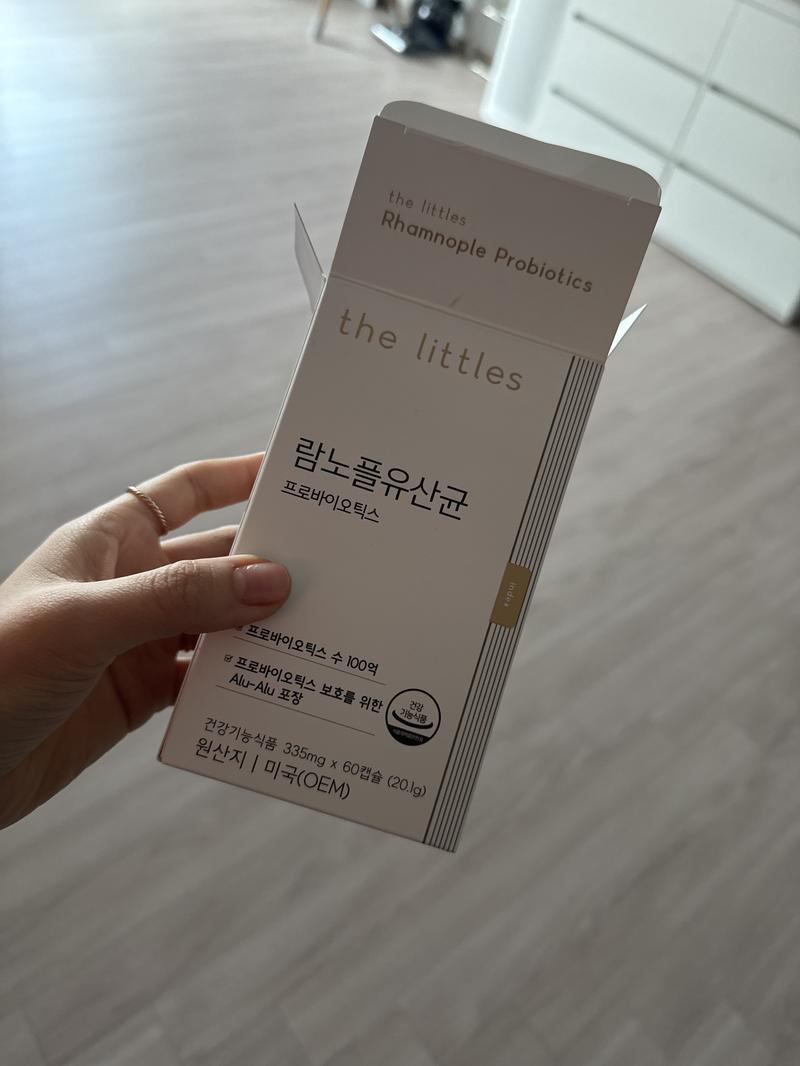 the littles
Rhamnople Probiotics
the littles
람노플유산균
프로바이오틱스
프로바이오틱스 수 100억
프로바이오틱스 보호를 위한
Alu-Alu 포장
건강
기능식품
건강기능식품 335mg x 60캡슐 (20.1g)
원산지 | 미국(OEM)
index